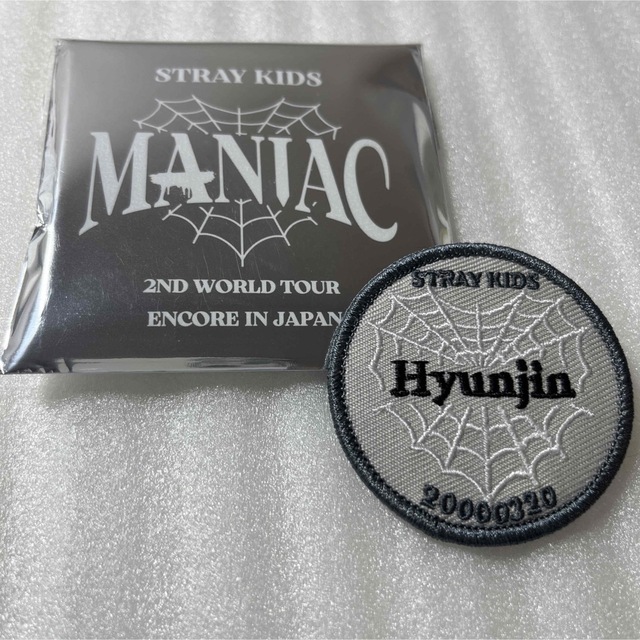 STRAY KIDS
MANIAC
2ND WORLD TOUR
ENCORE IN JAPAN
STRAY KIDS
Hyunjin
20000320